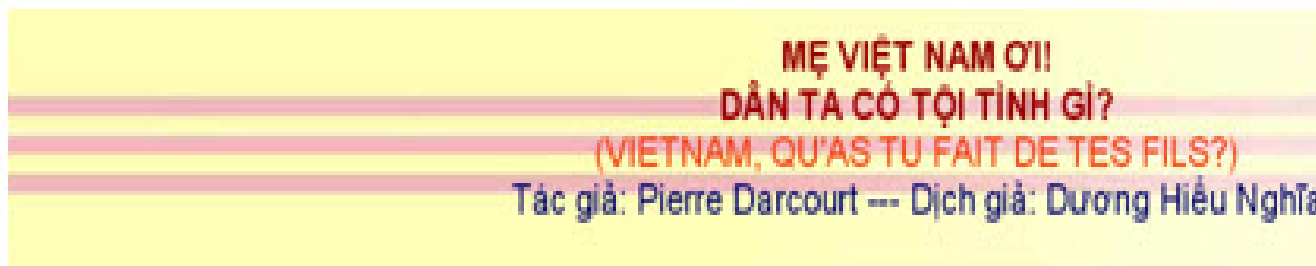 MẸ VIỆT NAM ƠI!
DÂN TA CÓ TỘI TÌNH GÌ?
(VIETNAM, QU'AS TU FAIT DE TES FILS?)
Tác giả: Pierre Darcourt --- Dịch giả: Dương Hiếu Nghĩa